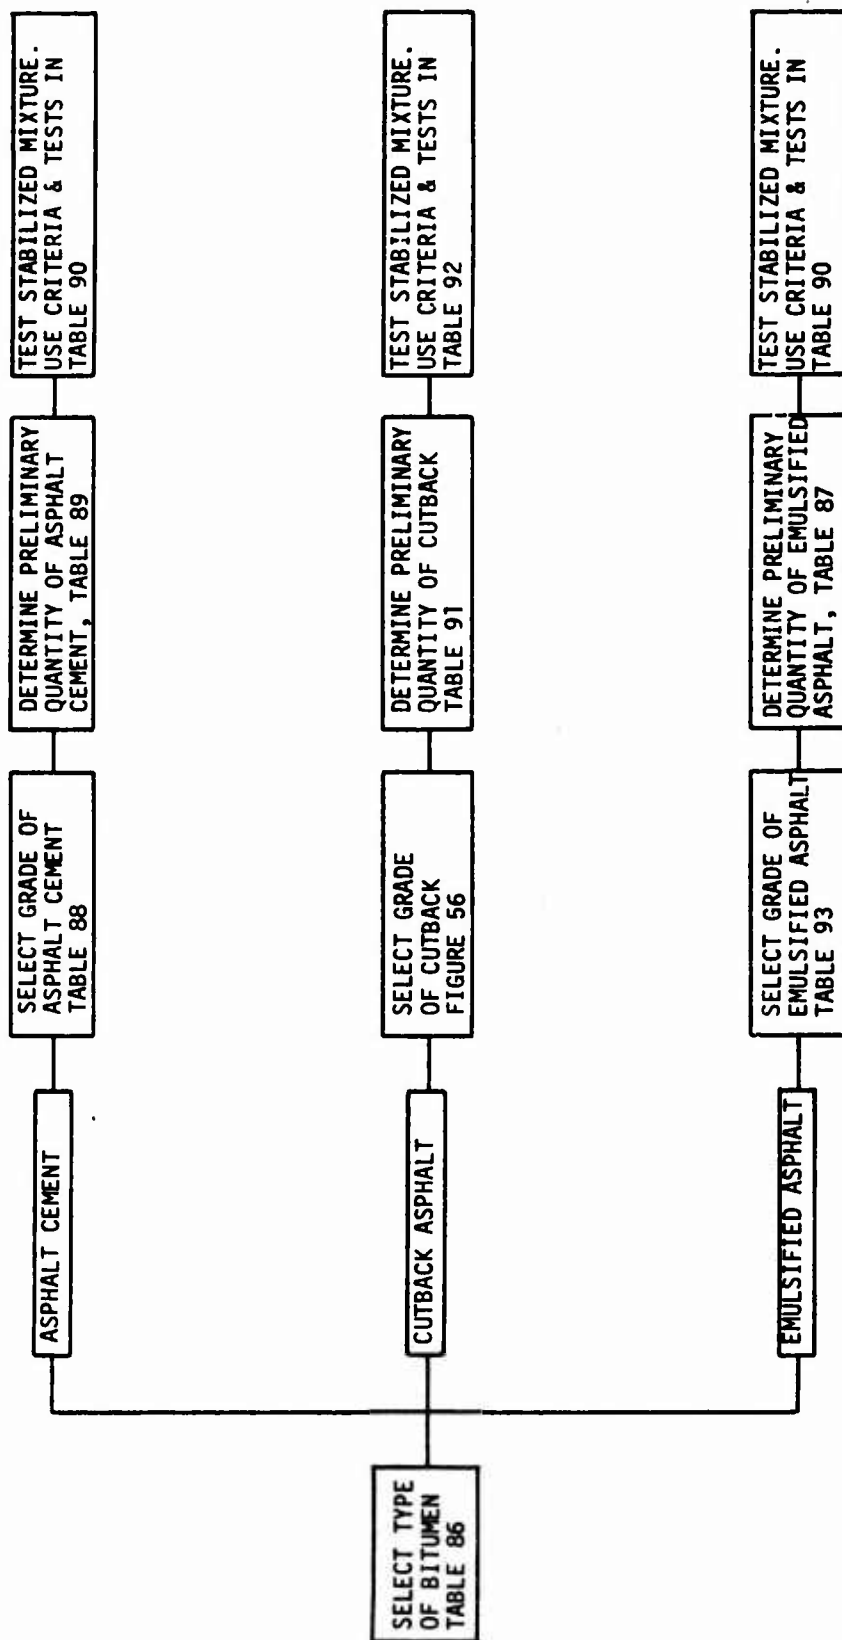 SELECT TYPE
OF BITUMEN
TABLE 86
ASPHALT CEMENT
SELECT GRADE OF
ASPHALT CEMENT
TABLE 88
DETERMINE PRELIMINARY
QUANTITY OF ASPHALT
CEMENT, TABLE 89
TEST STABILIZED MIXTURE.
USE CRITERIA & TESTS IN
TABLE 90
CUTBACK ASPHALT
SELECT GRADE
OF CUTBACK
FIGURE 56
DETERMINE PRELIMINARY
QUANTITY OF CUTBACK
TABLE 91
TEST STABILIZED MIXTURE.
USE CRITERIA & TESTS IN
TABLE 92
EMULSIFIED ASPHALT
SELECT GRADE OF
EMULSIFIED ASPHALT
TABLE 93
DETERMINE PRELIMINARY
QUANTITY OF EMULSIFIED
ASPHALT, TABLE 87
TEST STABILIZED MIXTURE.
USE CRITERIA & TESTS IN
TABLE 90